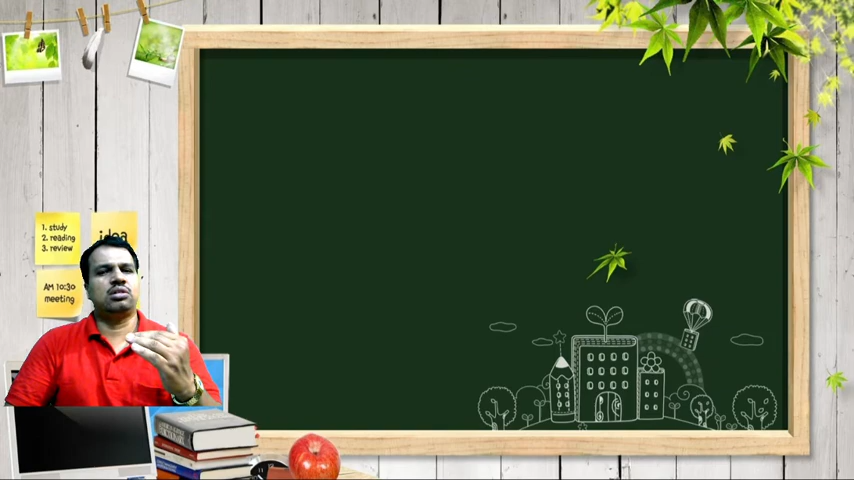 1. study
2. reading
3. review
idea
AM 10:30
meeting